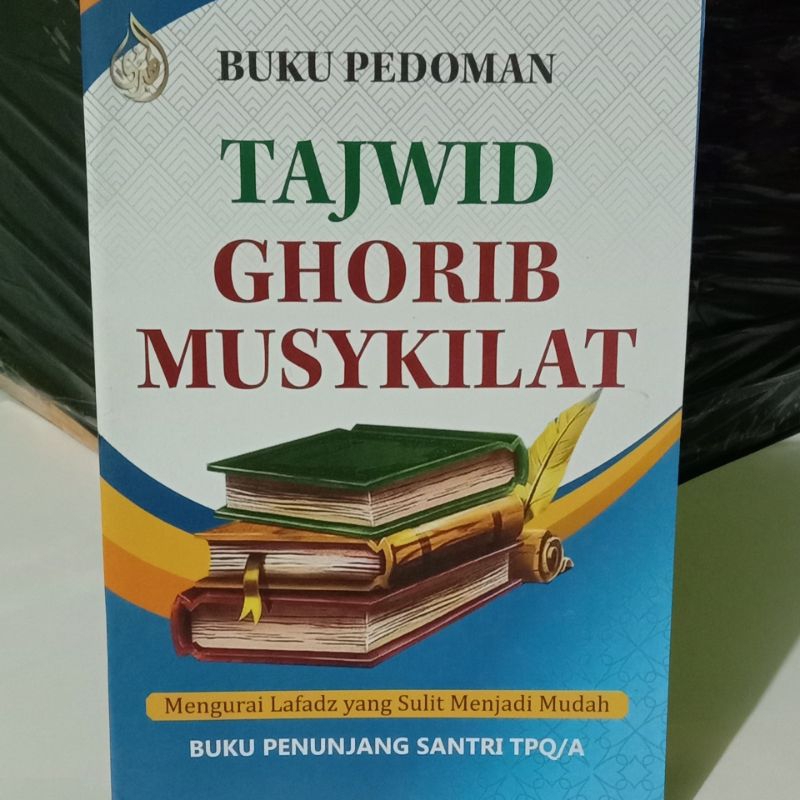 BUKU PEDOMAN
TAJWID
GHORIB
MUSYKILAT
Mengurai Lafadz yang Sulit Menjadi Mudah
BUKU PENUNJANG SANTRI TPQ/A